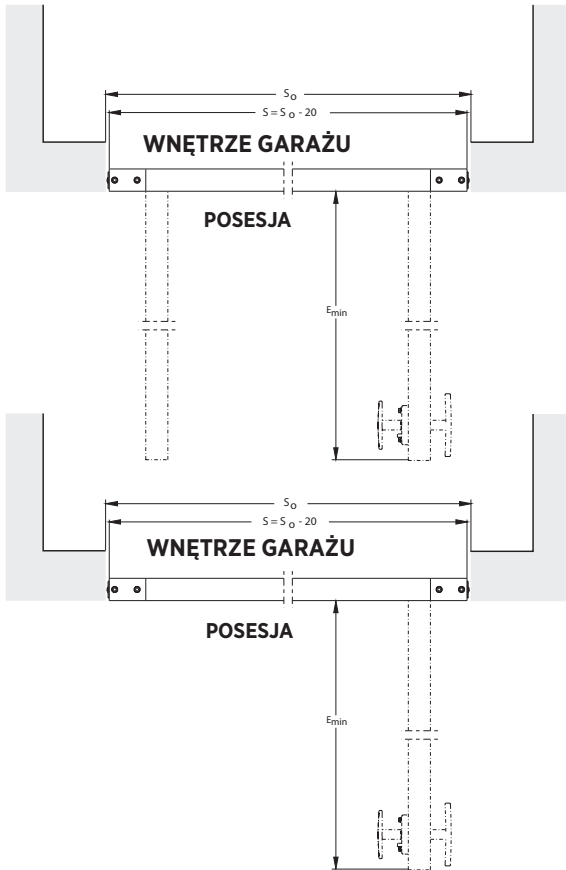 So
S = So - 20
WNĘTRZE GARAŻU
POSESJA
Emin
So
S = So - 20
WNĘTRZE GARAŻU
POSESJA
Emin